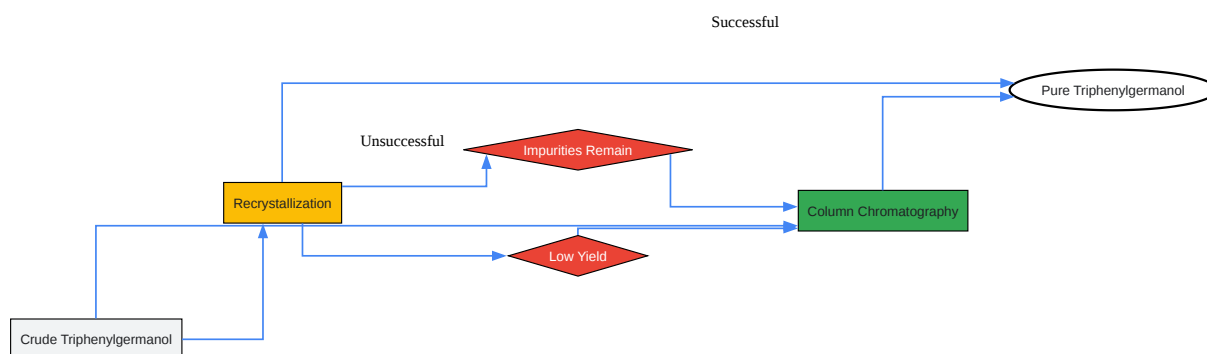 Successful
Pure Triphenylgermanol
Unsuccessful
Impurities Remain
Recrystallization
Column Chromatography
Low Yield
Crude Triphenylgermanol